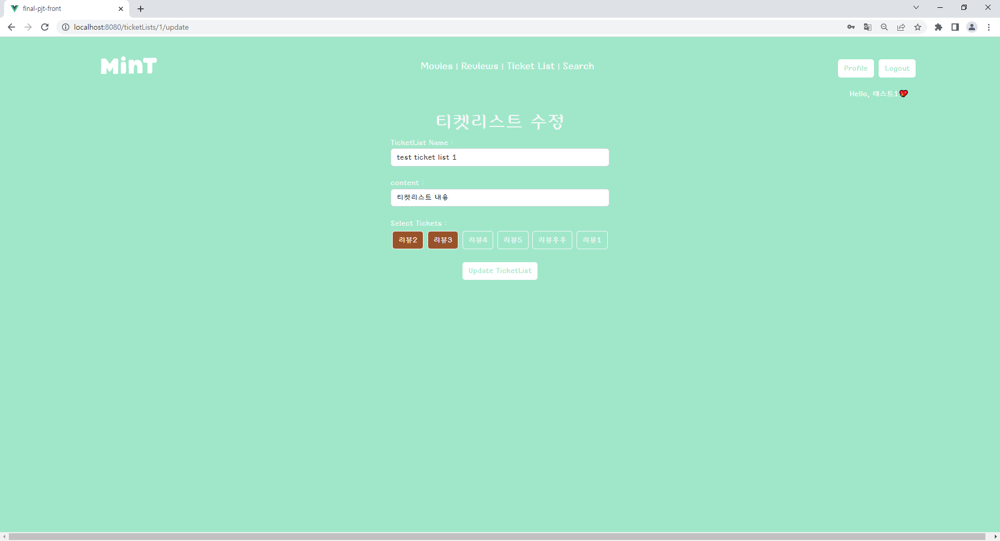 final-pjt-front
localhost:8080/ticketLists/1/update
MinT
Movies | Reviews | Ticket List | Search
Profile
Logout
Hello, 테스트1💖
티켓리스트 수정
TicketList Name :
test ticket list 1
content :
티켓리스트 내용
Select Tickets :
리뷰2 리뷰3 리뷰4 리뷰5 리뷰우우 리뷰1
Update TicketList